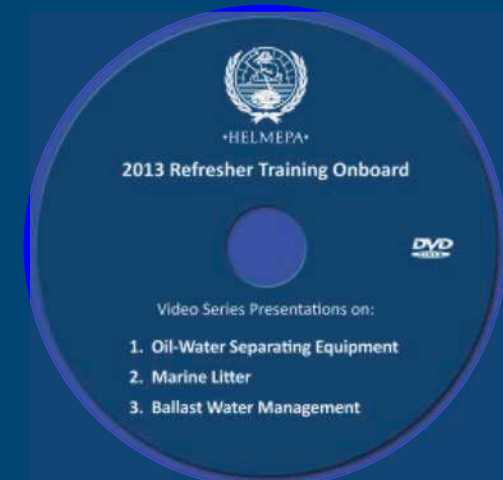 •HELMEPA•
2013 Refresher Training Onboard
DVD
VIDEO
Video Series Presentations on:
1. Oil-Water Separating Equipment
2. Marine Litter
3. Ballast Water Management